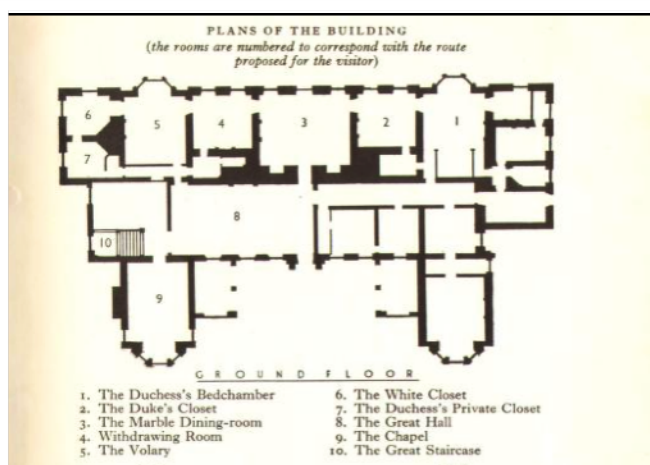 PLANS OF THE BUILDING
(the rooms are numbered to correspond with the route
proposed for the visitor)
6
5
4
3
2
1
7
8
10
9
GROUND FLOOR
1. The Duchess's Bedchamber
2. The Duke's Closet
3. The Marble Dining-room
4. Withdrawing Room
5. The Volary
6. The White Closet
7. The Duchess's Private Closet
8. The Great Hall
9. The Chapel
10. The Great Staircase